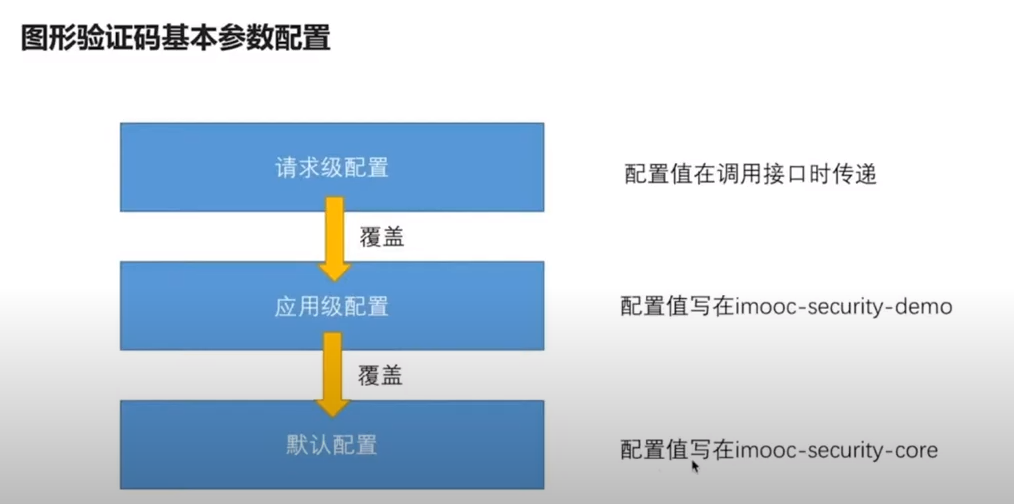 图形验证码基本参数配置
请求级配置
配置值在调用接口时传递
覆盖
应用级配置
配置值写在imooc-security-demo
覆盖
默认配置
配置值写在imooc-security-core